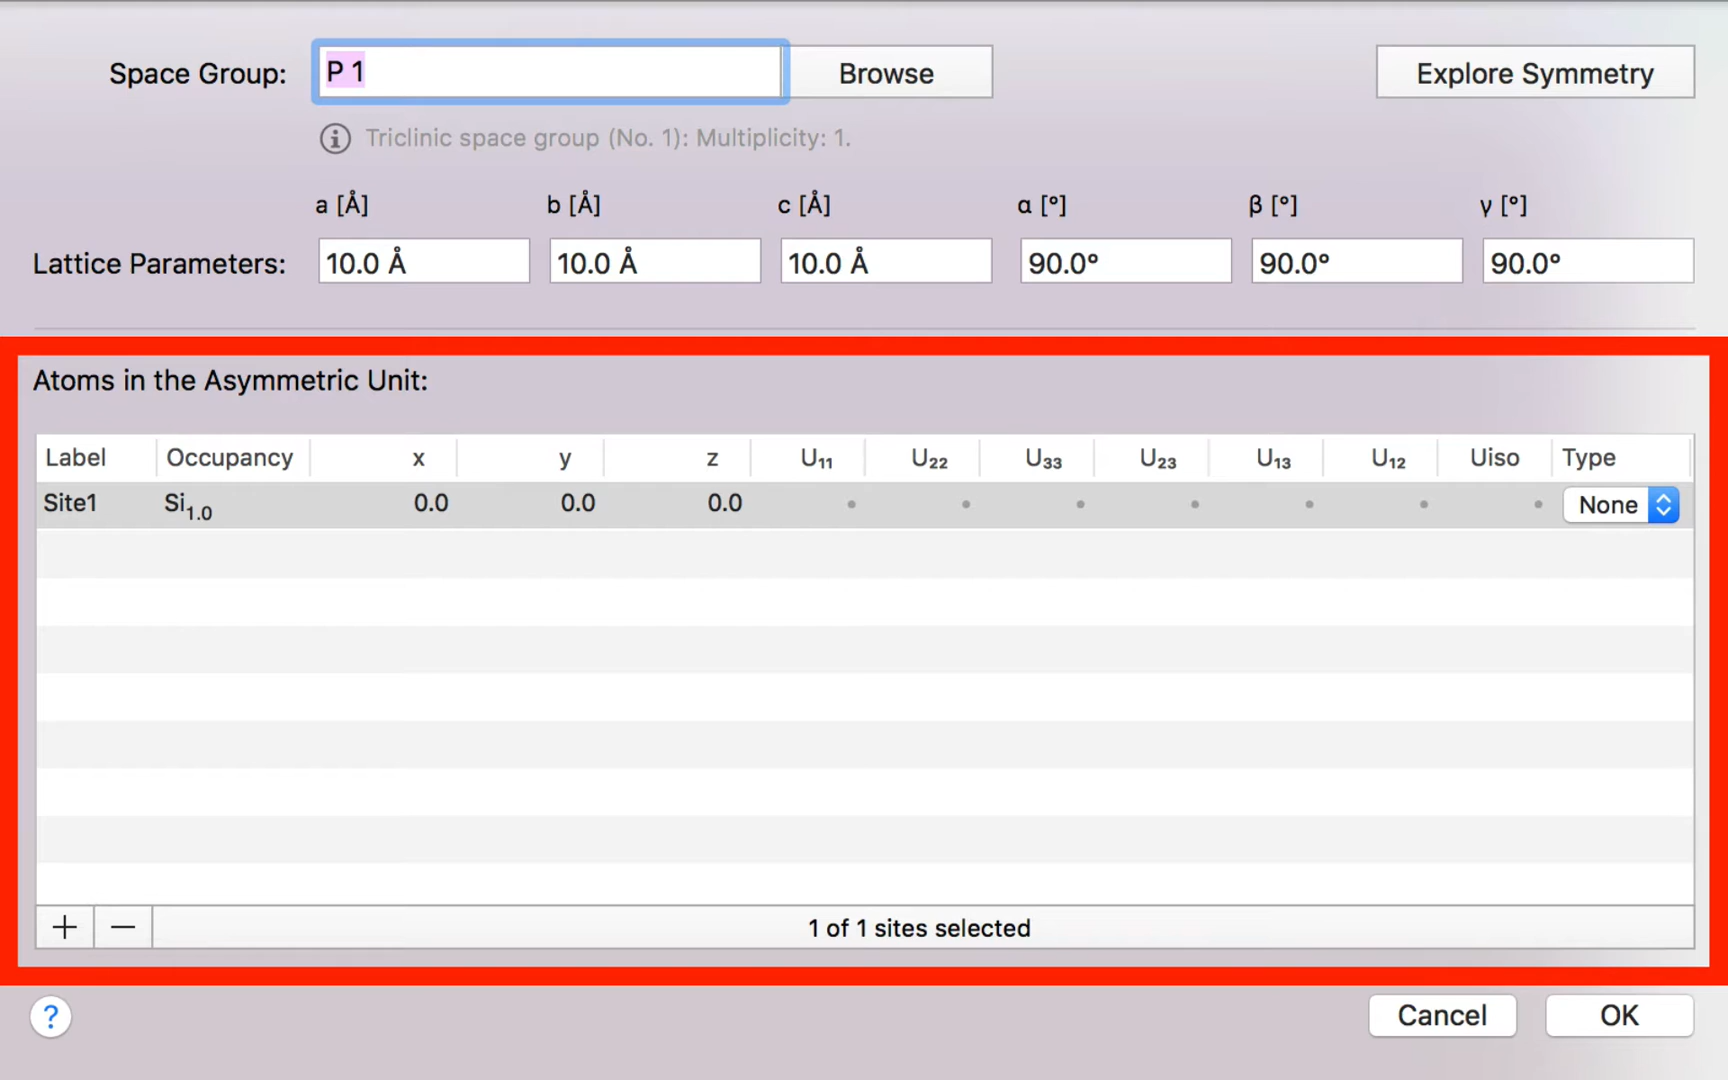 Space Group: P 1 Browse Explore Symmetry
Triclinic space group (No. 1): Multiplicity: 1.
a [Å] b [Å] c [Å] α [°] β [°] γ [°]
Lattice Parameters: 10.0 Å 10.0 Å 10.0 Å 90.0° 90.0° 90.0°
Atoms in the Asymmetric Unit:
Label Occupancy x y z U₁₁ U₂₂ U₃₃ U₂₃ U₁₃ U₁₂ Uiso Type
Site1 Si₁.₀ 0.0 0.0 0.0 • • • • • • • None
+ − 1 of 1 sites selected
? Cancel OK